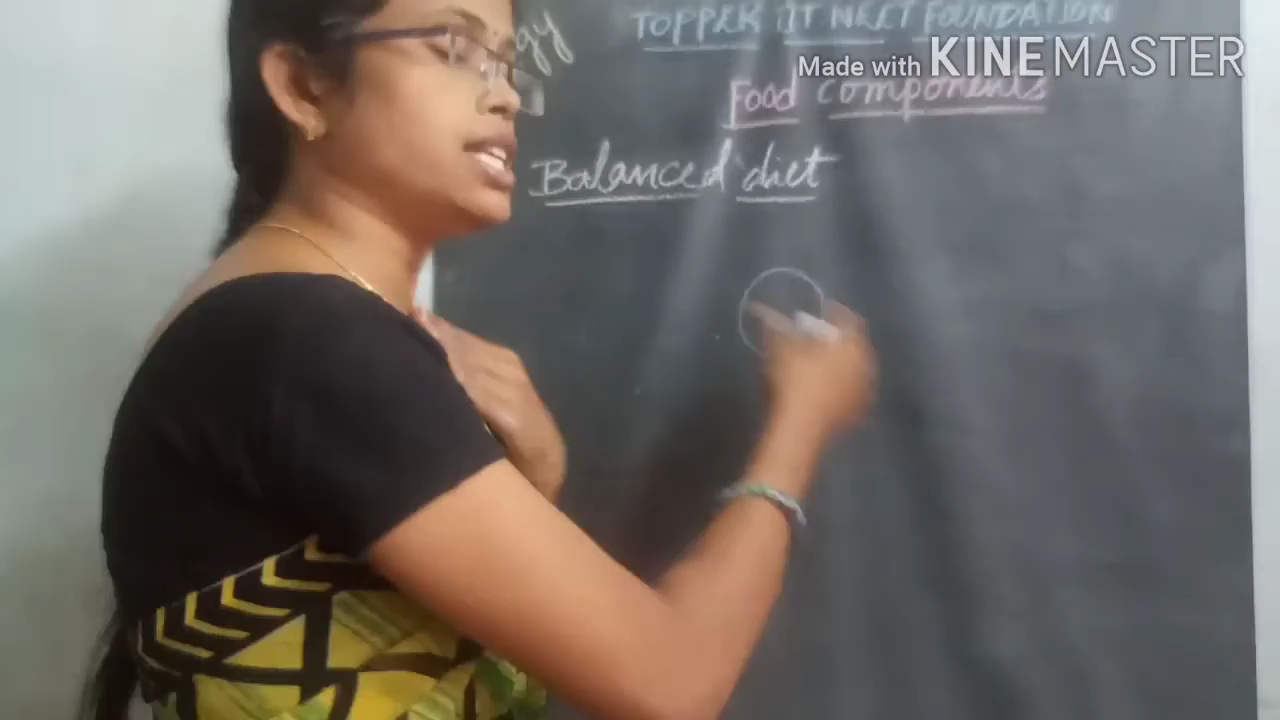 TOPPER IIT NEET FOUNDATION
Made with KINEMASTER
Food components
Balanced diet